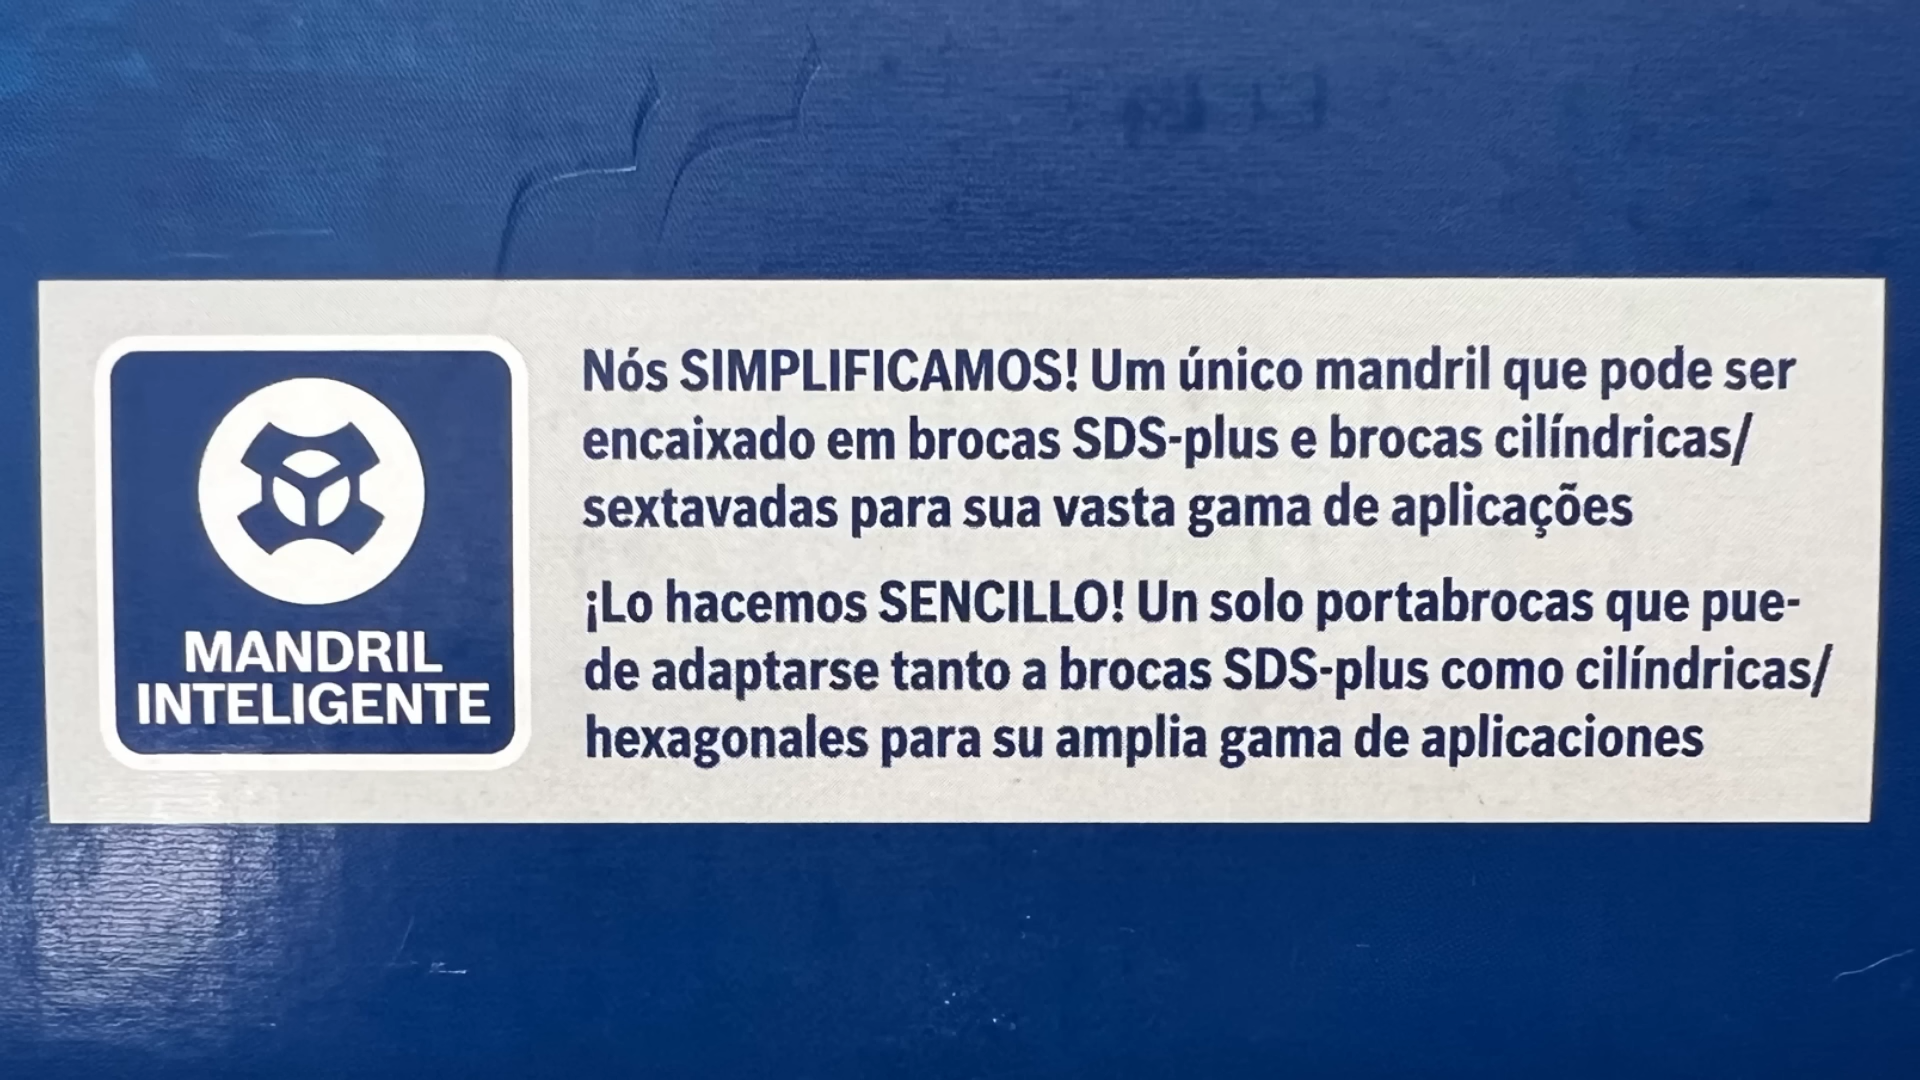 MANDRIL
INTELIGENTE
Nós SIMPLIFICAMOS! Um único mandril que pode ser
encaixado em brocas SDS-plus e brocas cilíndricas/
sextavadas para sua vasta gama de aplicações
¡Lo hacemos SENCILLO! Un solo portabrocas que pue-
de adaptarse tanto a brocas SDS-plus como cilíndricas/
hexagonales para su amplia gama de aplicaciones